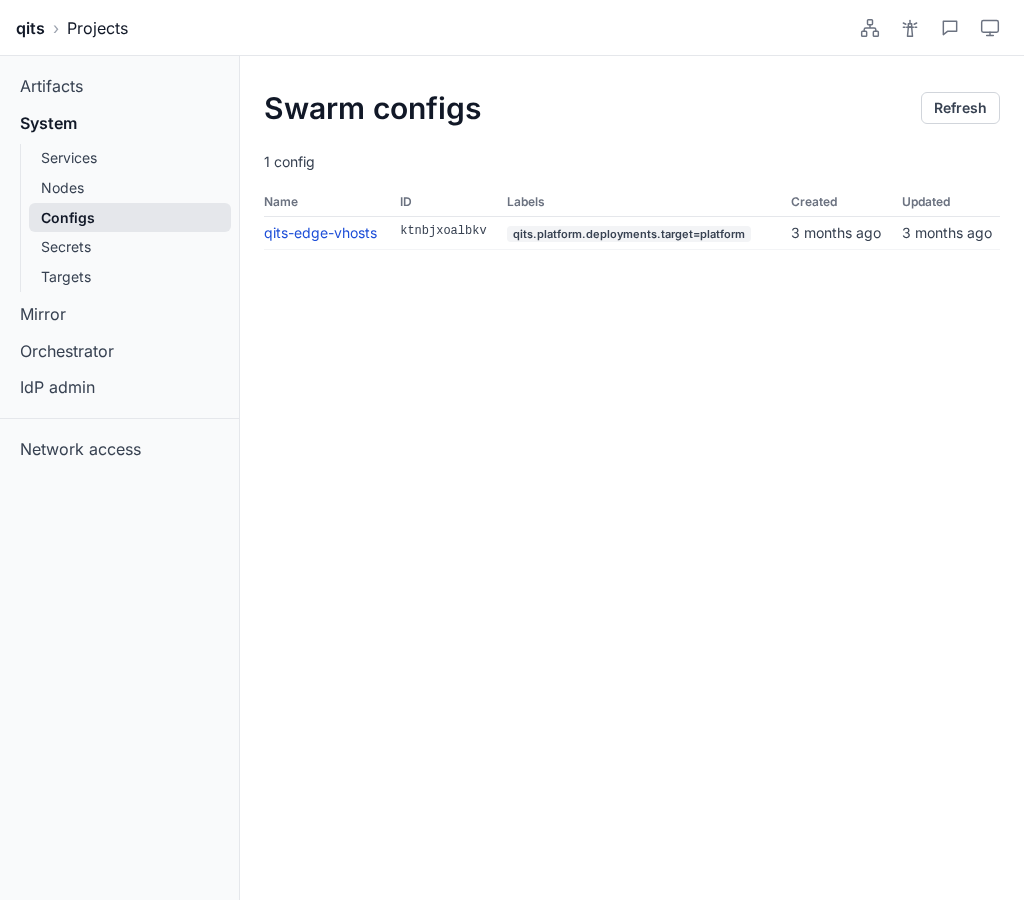 qits › Projects
Artifacts
System
Services
Nodes
Configs
Secrets
Targets
Mirror
Orchestrator
IdP admin
Network access
Swarm configs
Refresh
1 config
Name ID Labels Created Updated
qits-edge-vhosts ktnbjxoalbkv qits.platform.deployments.target=platform 3 months ago 3 months ago